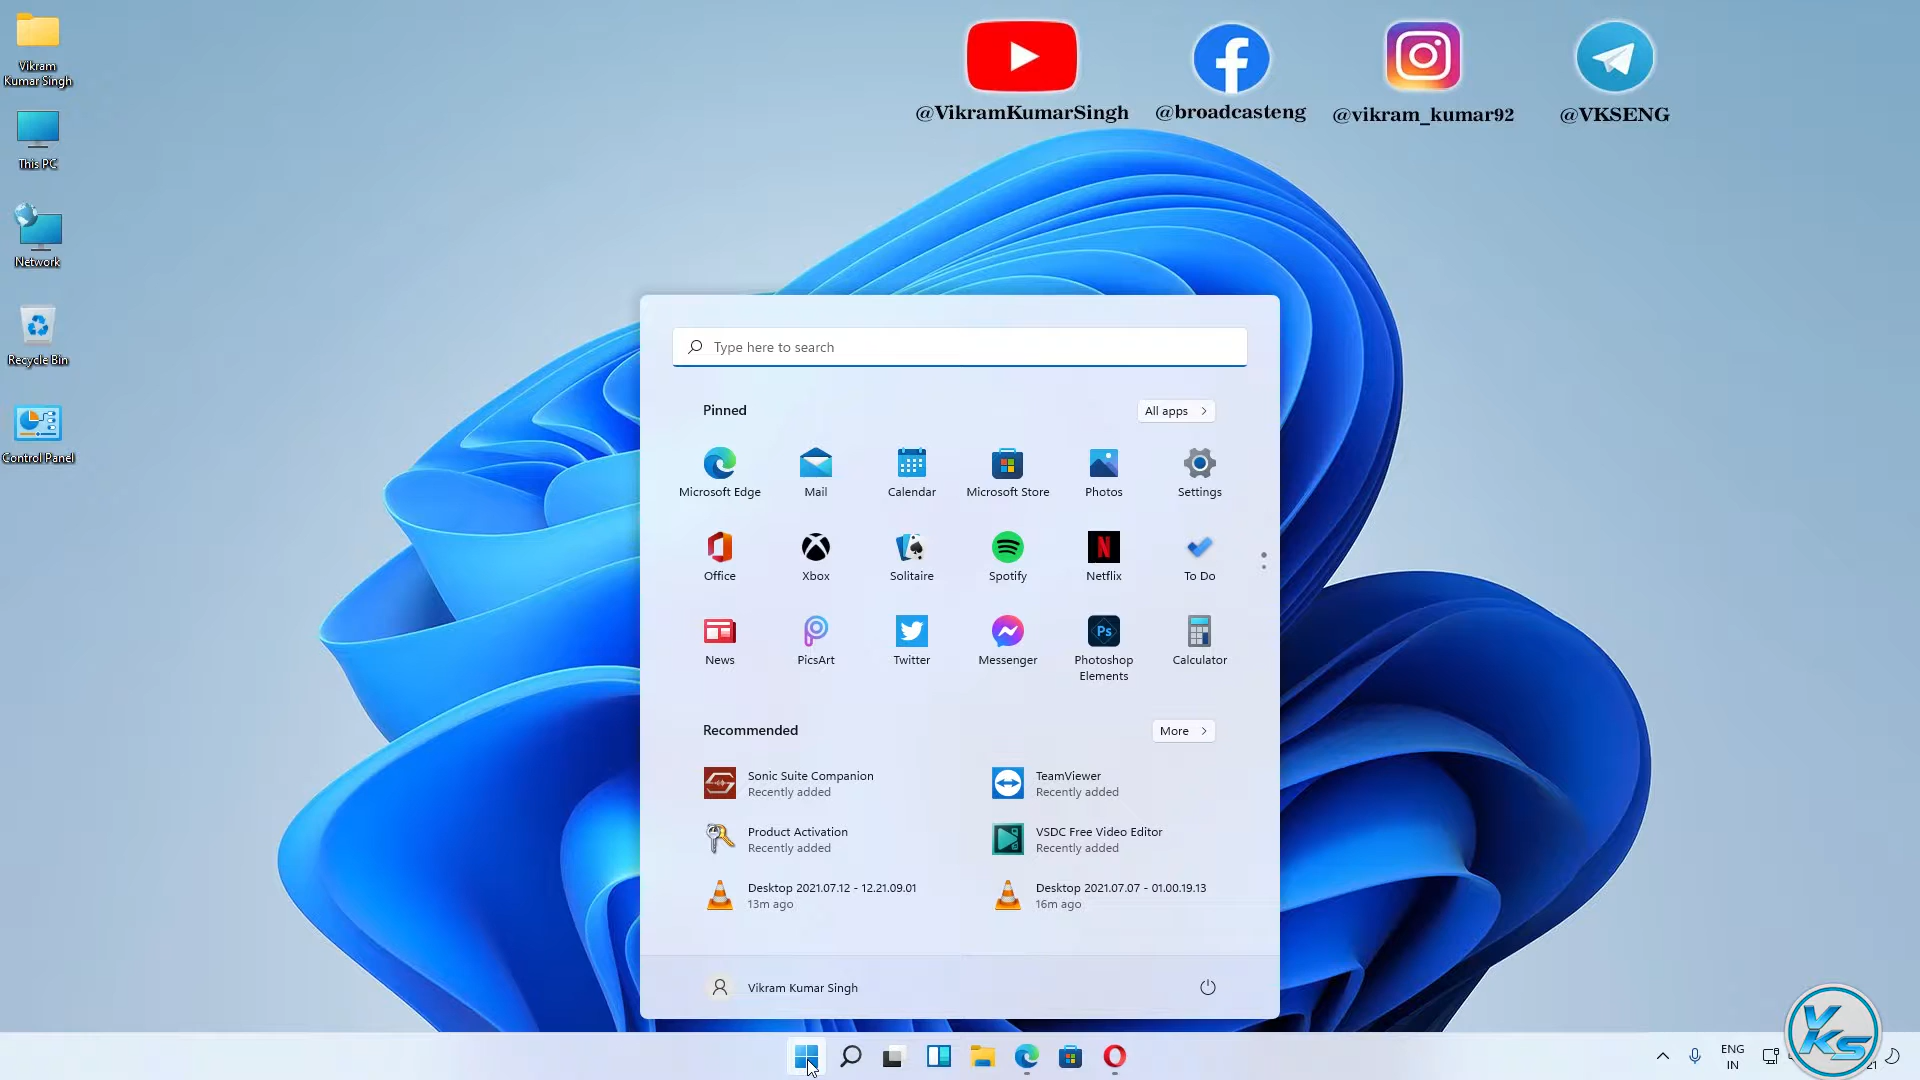 Vikram
Kumar Singh
This PC
Network
Recycle Bin
Control Panel
@VikramKumarSingh
@broadcasteng
@vikram_kumar92
@VKSENG
Type here to search
Pinned
All apps
Microsoft Edge
Mail
Calendar
Microsoft Store
Photos
Settings
Office
Xbox
Solitaire
Spotify
Netflix
To Do
News
PicsArt
Twitter
Messenger
Ps
Photoshop
Elements
Calculator
Recommended
More
Sonic Suite Companion
Recently added
TeamViewer
Recently added
Product Activation
Recently added
VSDC Free Video Editor
Recently added
Desktop 2021.07.12 - 12.21.09.01
13m ago
Desktop 2021.07.07 - 01.00.19.13
16m ago
Vikram Kumar Singh
ENG
IN
VKS
21